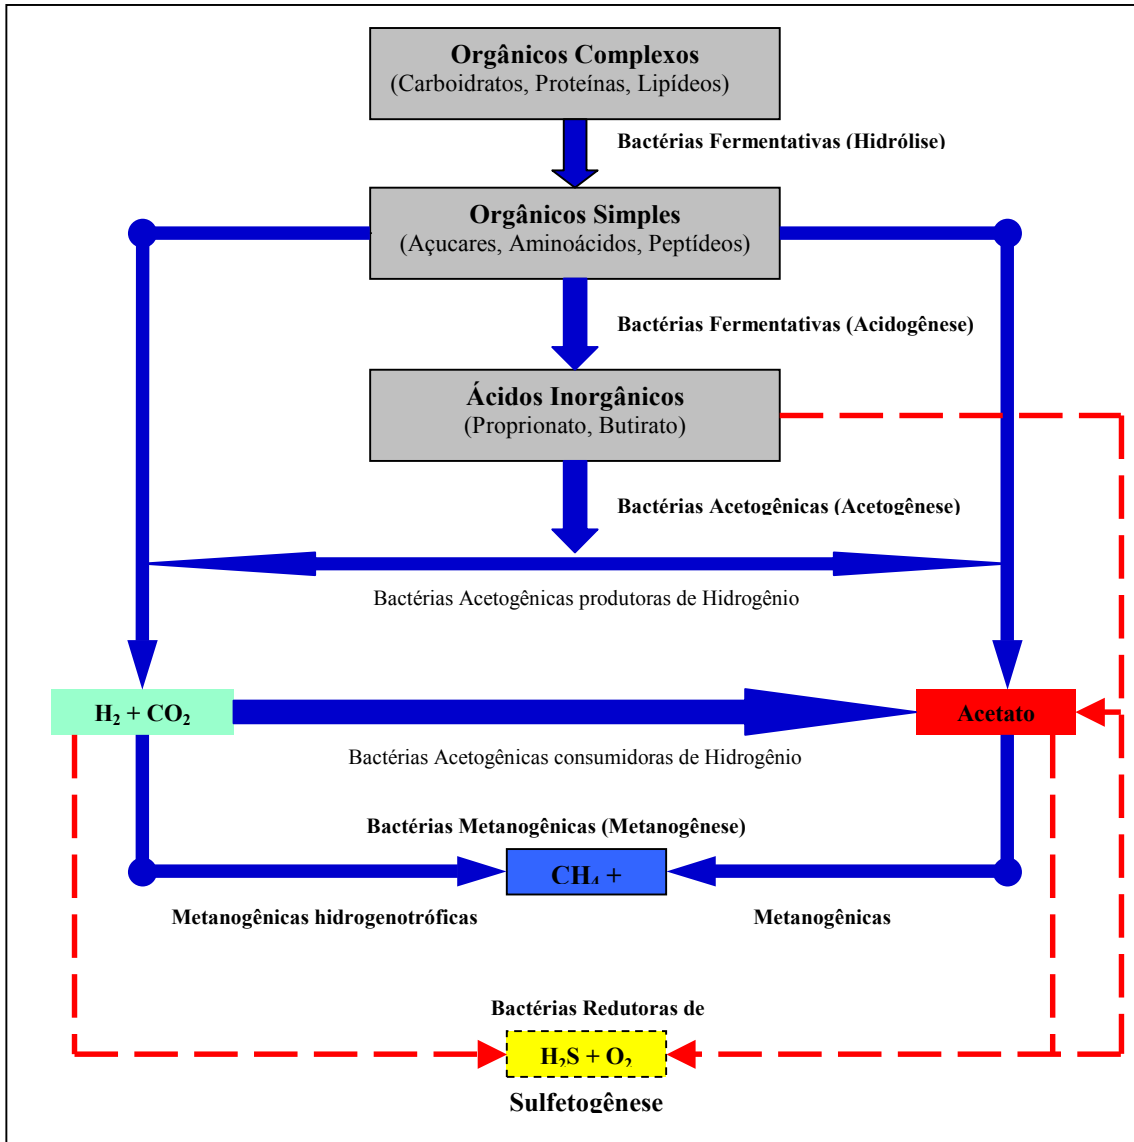 Orgânicos Complexos
(Carboidratos, Proteínas, Lipídeos)
Bactérias Fermentativas (Hidrólise)
Orgânicos Simples
(Açucares, Aminoácidos, Peptídeos)
Bactérias Fermentativas (Acidogênese)
Ácidos Inorgânicos
(Proprionato, Butirato)
Bactérias Acetogênicas (Acetogênese)
Bactérias Acetogênicas produtoras de Hidrogênio
H₂ + CO₂
Acetato
Bactérias Acetogênicas consumidoras de Hidrogênio
Bactérias Metanogênicas (Metanogênese)
CH₄ +
Metanogênicas hidrogenotróficas
Metanogênicas
Bactérias Redutoras de
H₂S + O₂
Sulfetogênese